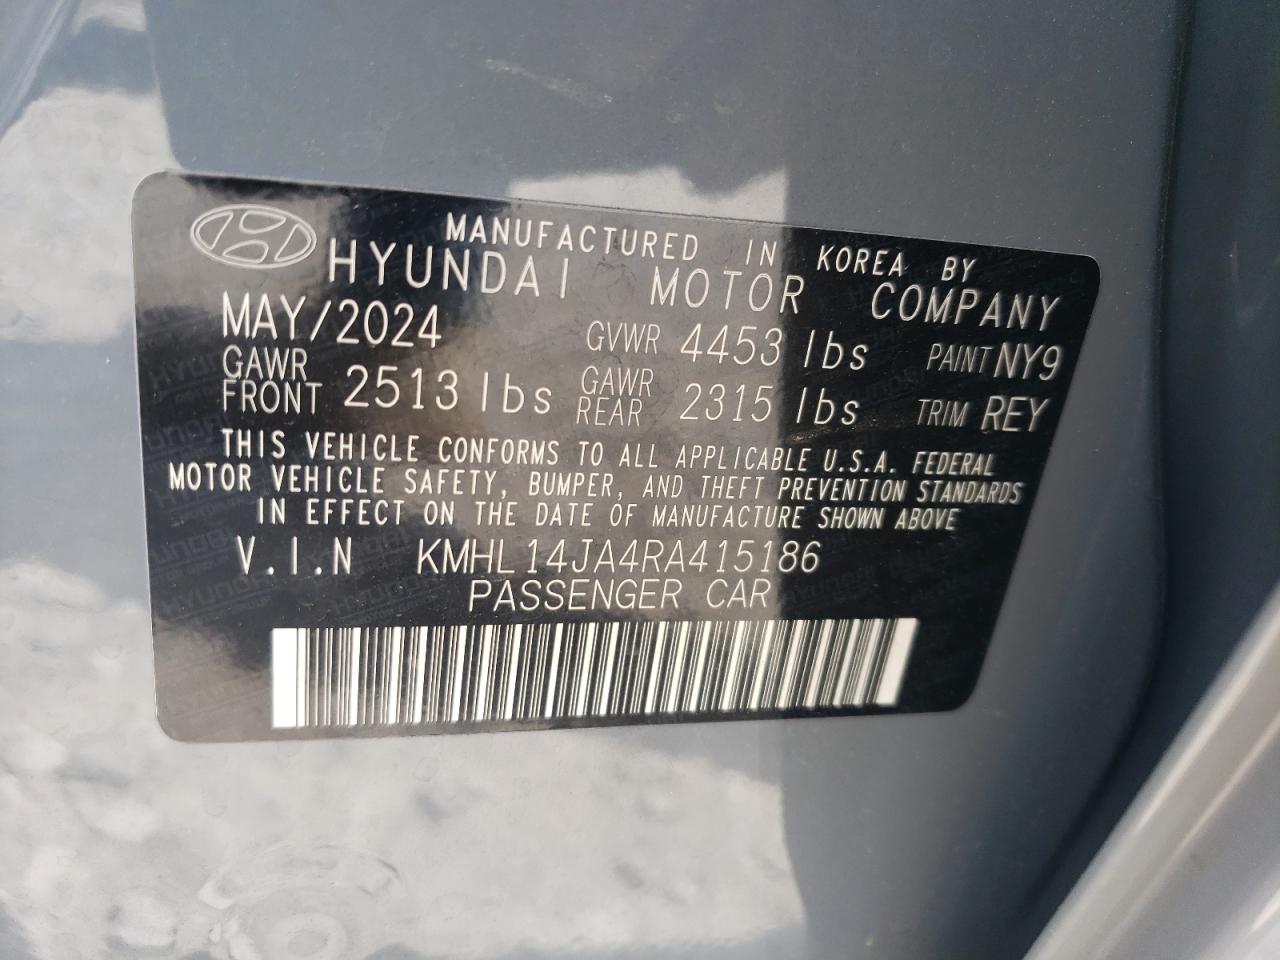 MANUFACTURED IN KOREA BY
HYUNDAI MOTOR COMPANY
MAY/2024 GVWR 4453 lbs PAINT NY9
GAWR FRONT 2513 lbs GAWR REAR 2315 lbs TRIM REY
THIS VEHICLE CONFORMS TO ALL APPLICABLE U.S.A. FEDERAL
MOTOR VEHICLE SAFETY, BUMPER, AND THEFT PREVENTION STANDARDS
IN EFFECT ON THE DATE OF MANUFACTURE SHOWN ABOVE
V.I.N KMHL14JA4RA415186
PASSENGER CAR